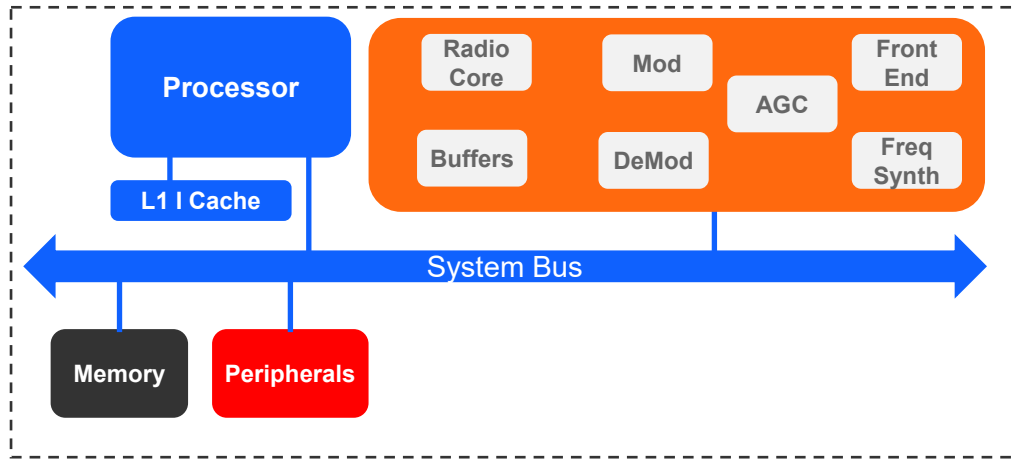 Processor
L1 I Cache
Radio
Core
Mod
AGC
Front
End
Buffers
DeMod
Freq
Synth
System Bus
Memory
Peripherals